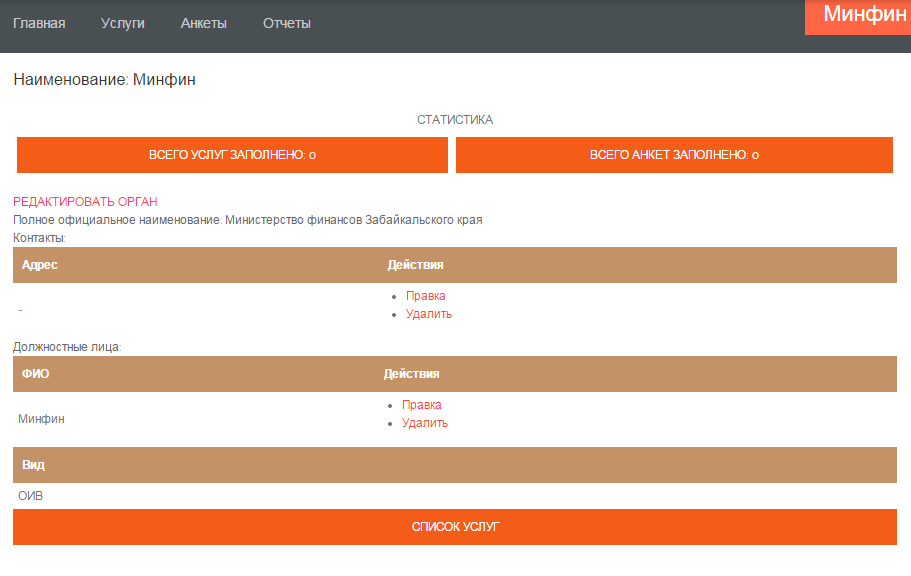 Главная Услуги Анкеты Отчеты Минфин
Наименование: Минфин
СТАТИСТИКА
ВСЕГО УСЛУГ ЗАПОЛНЕНО: 0 ВСЕГО АНКЕТ ЗАПОЛНЕНО: 0
РЕДАКТИРОВАТЬ ОРГАН
Полное официальное наименование: Министерство финансов Забайкальского края
Контакты:
Адрес Действия
- Правка
Удалить
Должностные лица:
ФИО Действия
Минфин Правка
Удалить
Вид
ОИВ
СПИСОК УСЛУГ